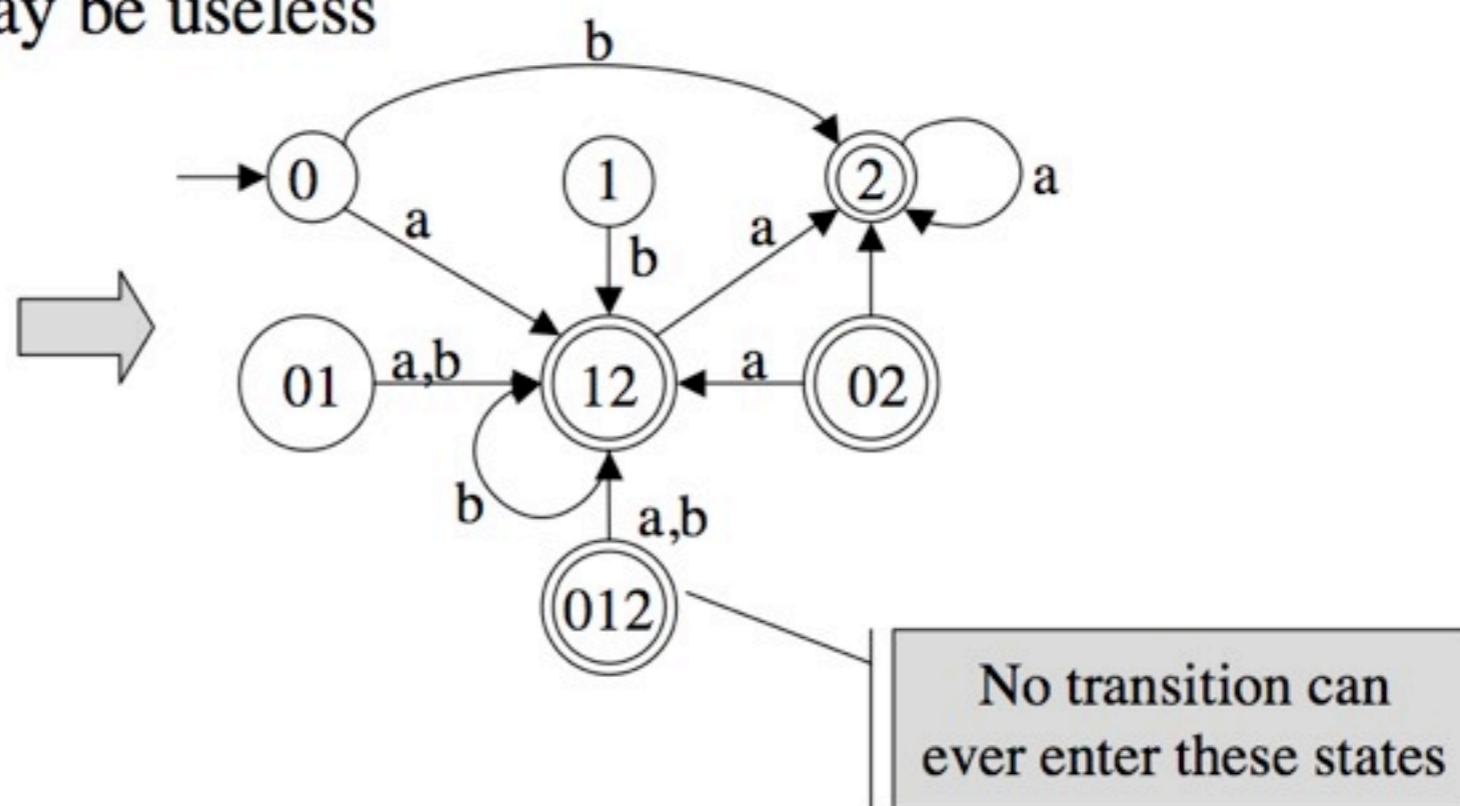 ay be useless
b
0
1
2
a
a
b
a
01
a,b
12
a
02
b
a,b
012
No transition can
ever enter these states